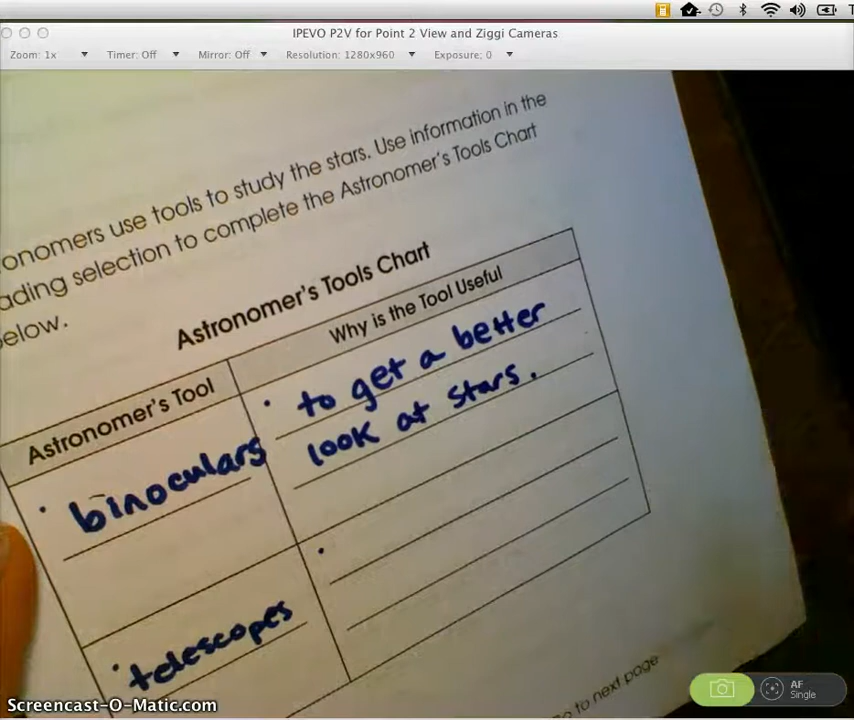 IPEVO P2V for Point 2 View and Ziggi Cameras
Zoom: 1x Timer: Off Mirror: Off Resolution: 1280x960 Exposure: 0
onomers use tools to study the stars. Use information in the
ading selection to complete the Astronomer's Tools Chart
elow.
Astronomer's Tools Chart
Astronomer's Tool
Why is the Tool Useful
• binoculars
• to get a better
look at stars.
• telescopes
•
to next page
AF
Single
Screencast-O-Matic.com